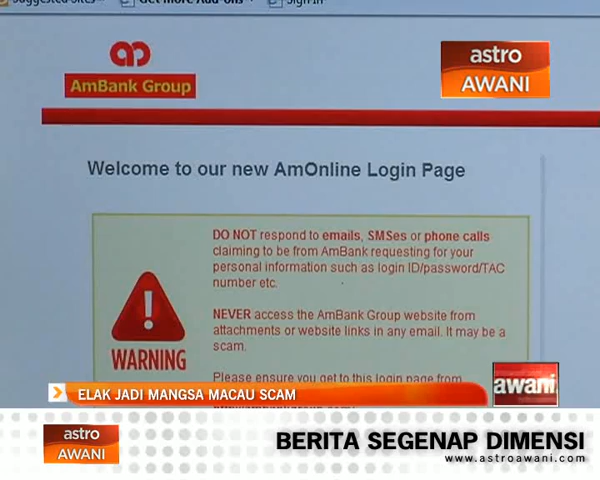 Get more Add-ons
Sign In
AmBank Group
astro
AWANI
Welcome to our new AmOnline Login Page
DO NOT respond to emails, SMSes or phone calls
claiming to be from AmBank requesting for your
personal information such as login ID/password/TAC
number etc.
NEVER access the AmBank Group website from
attachments or website links in any email. It may be a
scam.
WARNING
Please ensure you get to this login page from
ELAK JADI MANGSA MACAU SCAM
awani
astro
AWANI
BERITA SEGENAP DIMENSI
www.astroawani.com